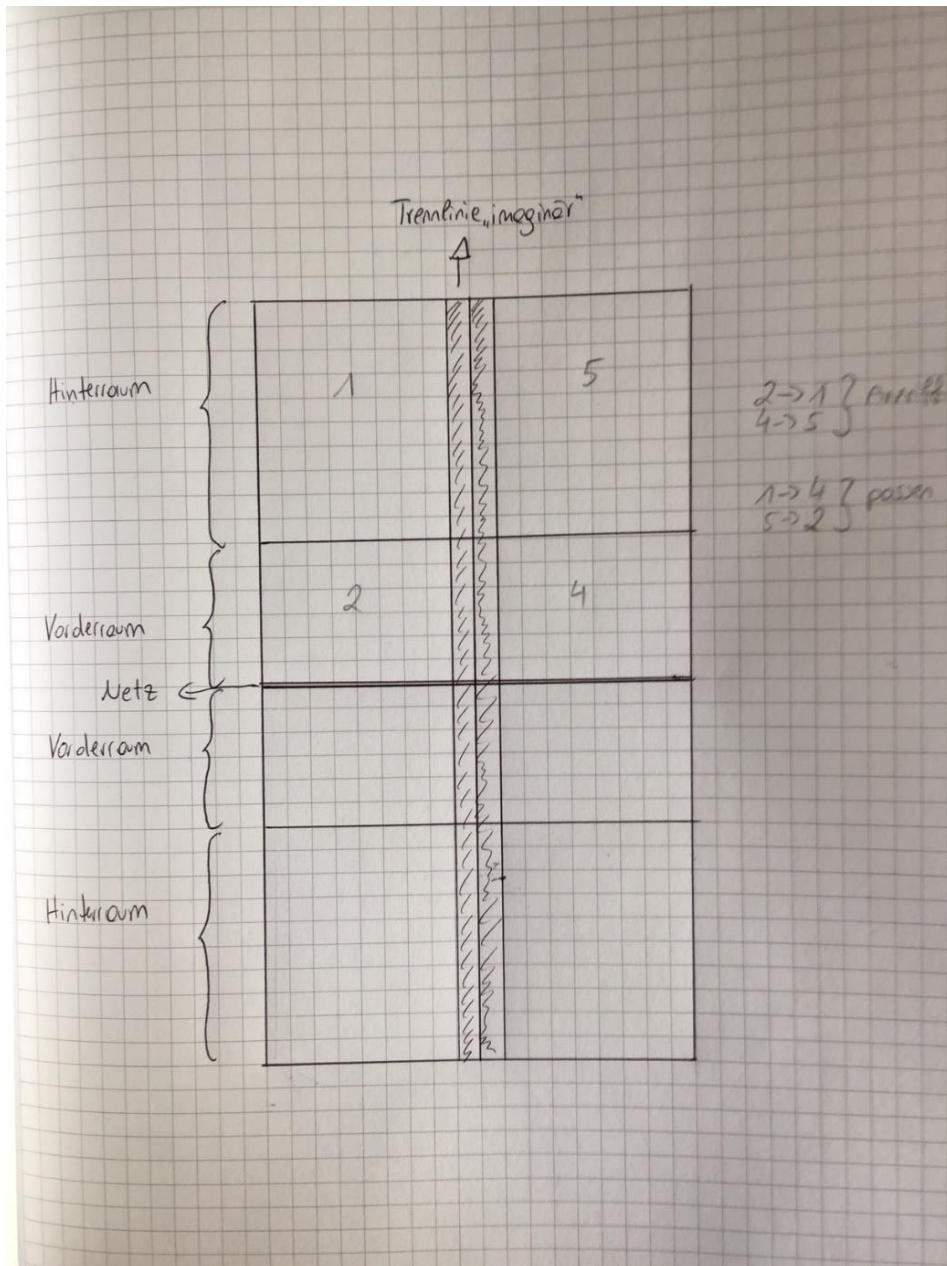 Trennlinie „imaginär"
Hinterraum
1
5
2 -> 1 }
4 -> 5
1 -> 4 } passen
5 -> 2
Vorderraum
2
4
Netz
Vorderraum
Hinterraum